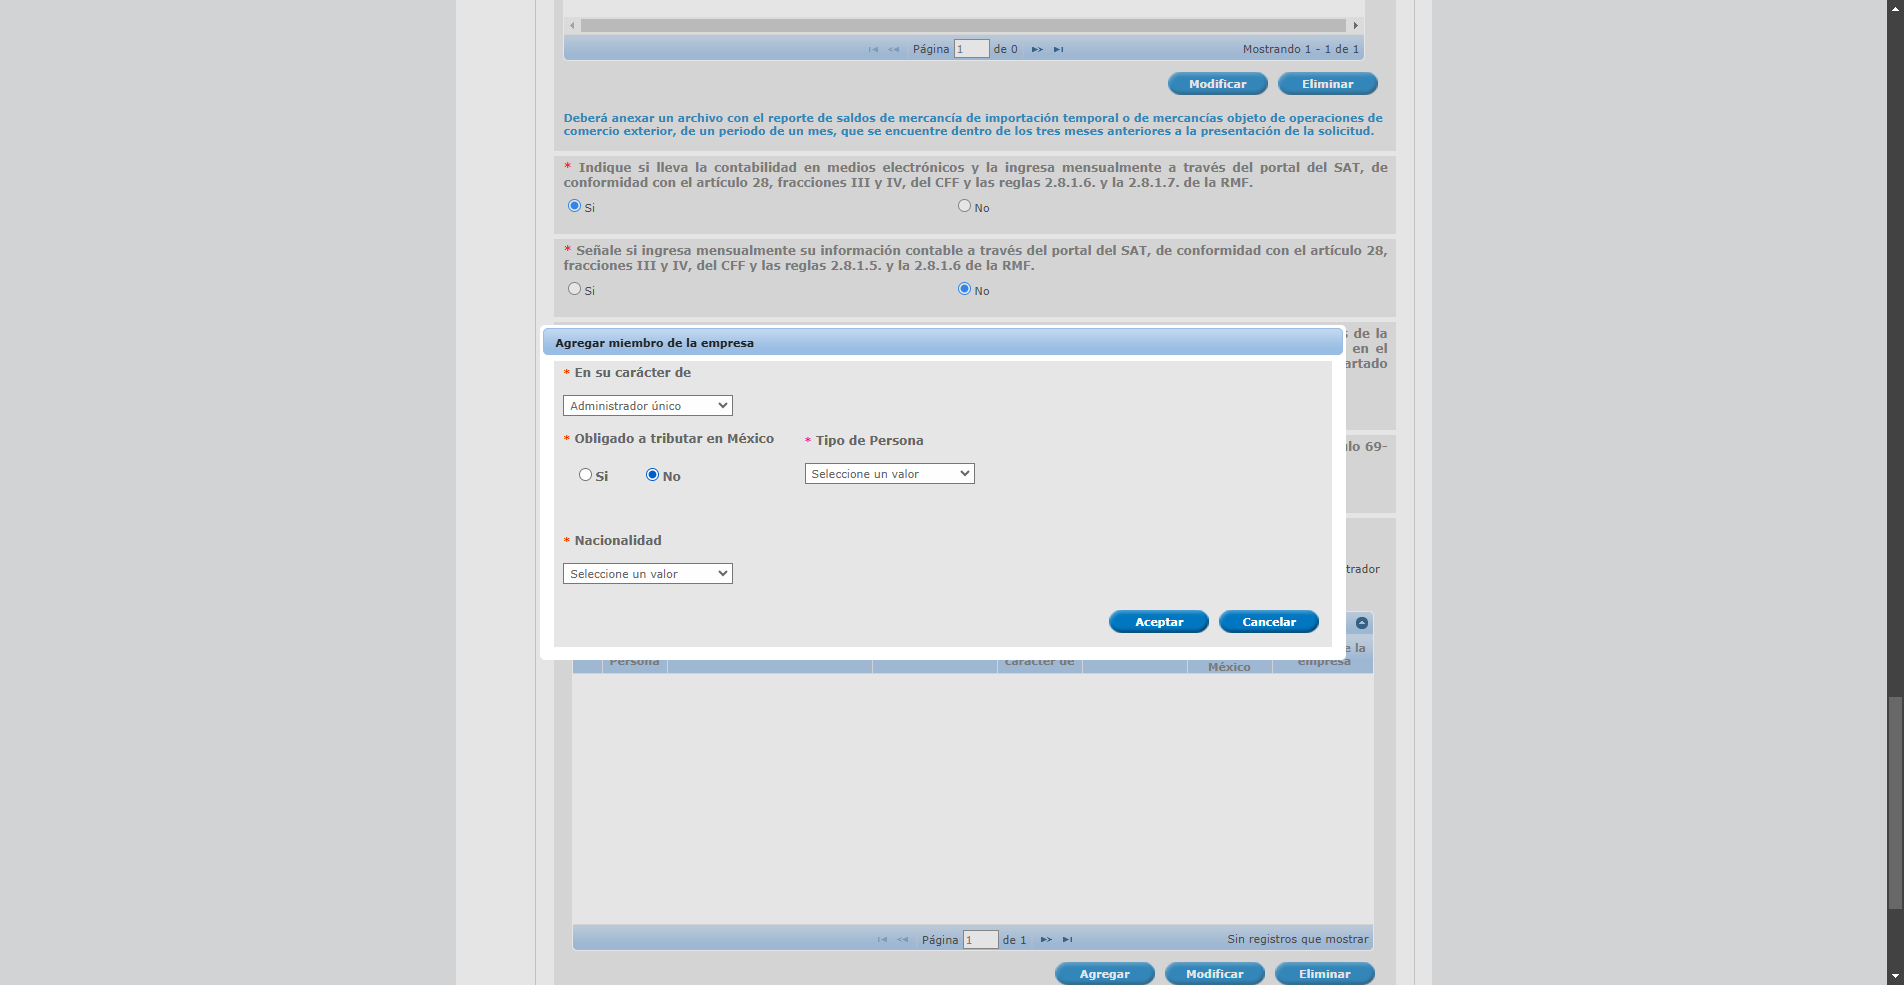 Página 1 de 0 Mostrando 1 - 1 de 1
Modificar Eliminar
Deberá anexar un archivo con el reporte de saldos de mercancía de importación temporal o de mercancías objeto de operaciones de
comercio exterior, de un periodo de un mes, que se encuentre dentro de los tres meses anteriores a la presentación de la solicitud.
* Indique si lleva la contabilidad en medios electrónicos y la ingresa mensualmente a través del portal del SAT, de
conformidad con el artículo 28, fracciones III y IV, del CFF y las reglas 2.8.1.6. y la 2.8.1.7. de la RMF.
Si No
* Señale si ingresa mensualmente su información contable a través del portal del SAT, de conformidad con el artículo 28,
fracciones III y IV, del CFF y las reglas 2.8.1.5. y la 2.8.1.6 de la RMF.
Si No
de la
en el
artado
Agregar miembro de la empresa
* En su carácter de
Administrador único
* Obligado a tributar en México * Tipo de Persona
Si No Seleccione un valor
lo 69-
* Nacionalidad
Seleccione un valor
trador
Aceptar Cancelar
e la
Persona carácter de México empresa
Página 1 de 1 Sin registros que mostrar
Agregar Modificar Eliminar